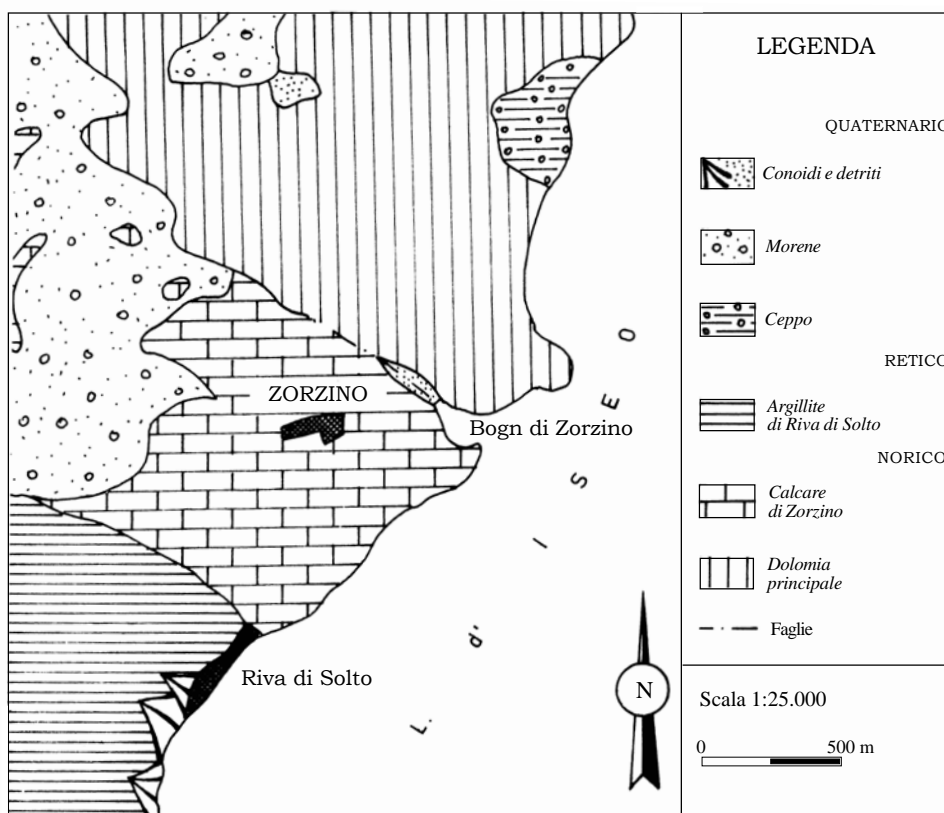 ZORZINO
Bogn di Zorzino
Riva di Solto
L. d' I S E O
N
LEGENDA
QUATERNARIO
Conoidi e detriti
Morene
Ceppo
RETICO
Argillite
di Riva di Solto
NORICO
Calcare
di Zorzino
Dolomia
principale
Faglie
Scala 1:25.000
0 500 m